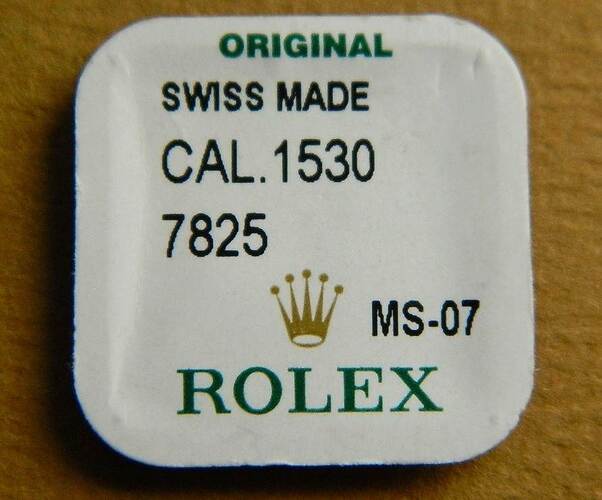 ORIGINAL
SWISS MADE
CAL.1530
7825
MS-07
ROLEX